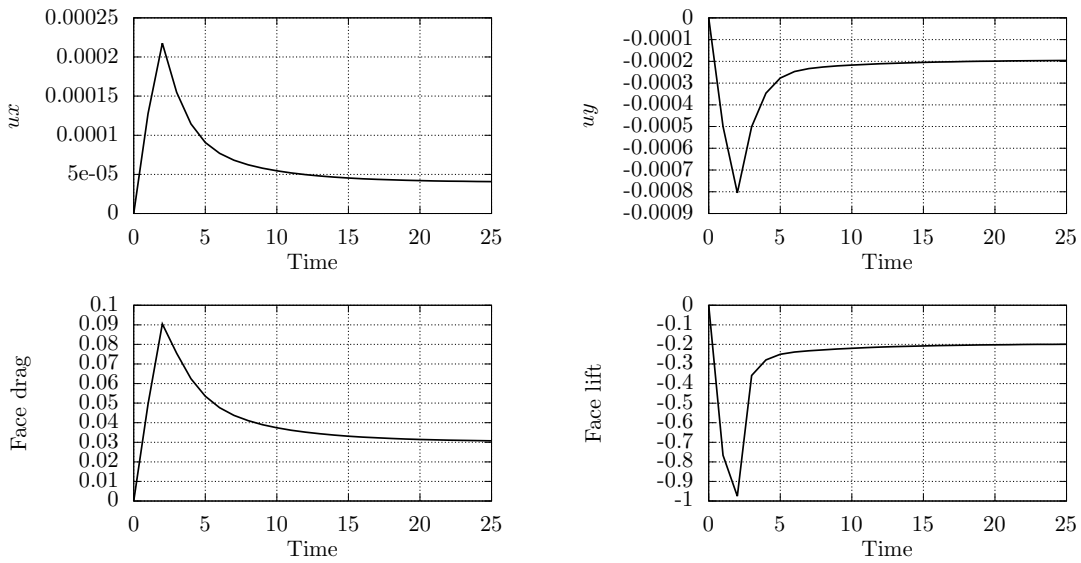 0.00025
0.0002
0.00015
0.0001
5e-05
0
ux
0 5 10 15 20 25
Time
0
-0.0001
-0.0002
-0.0003
-0.0004
-0.0005
-0.0006
-0.0007
-0.0008
-0.0009
uy
0 5 10 15 20 25
Time
0.1
0.09
0.08
0.07
0.06
0.05
0.04
0.03
0.02
0.01
0
Face drag
0 5 10 15 20 25
Time
0
-0.1
-0.2
-0.3
-0.4
-0.5
-0.6
-0.7
-0.8
-0.9
-1
Face lift
0 5 10 15 20 25
Time